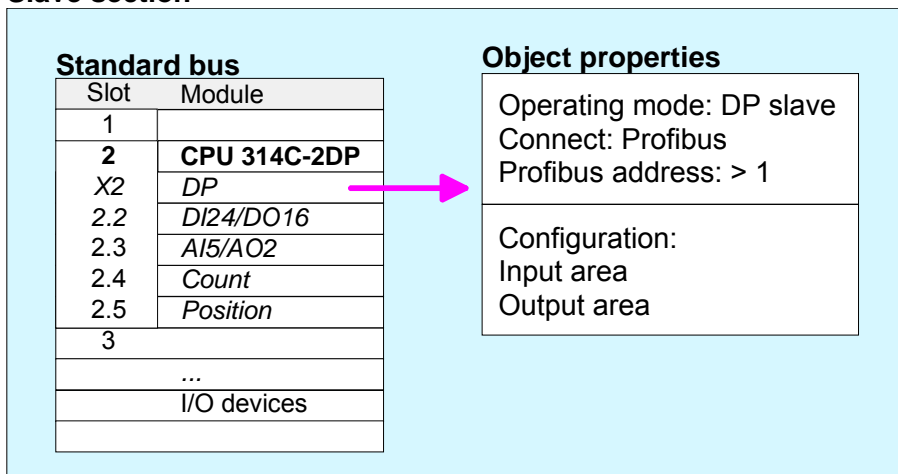 Slave section
Standard bus
Slot Module
1
2 CPU 314C-2DP
X2 DP
2.2 DI24/DO16
2.3 AI5/AO2
2.4 Count
2.5 Position
3
...
I/O devices
Object properties
Operating mode: DP slave
Connect: Profibus
Profibus address: > 1
Configuration:
Input area
Output area